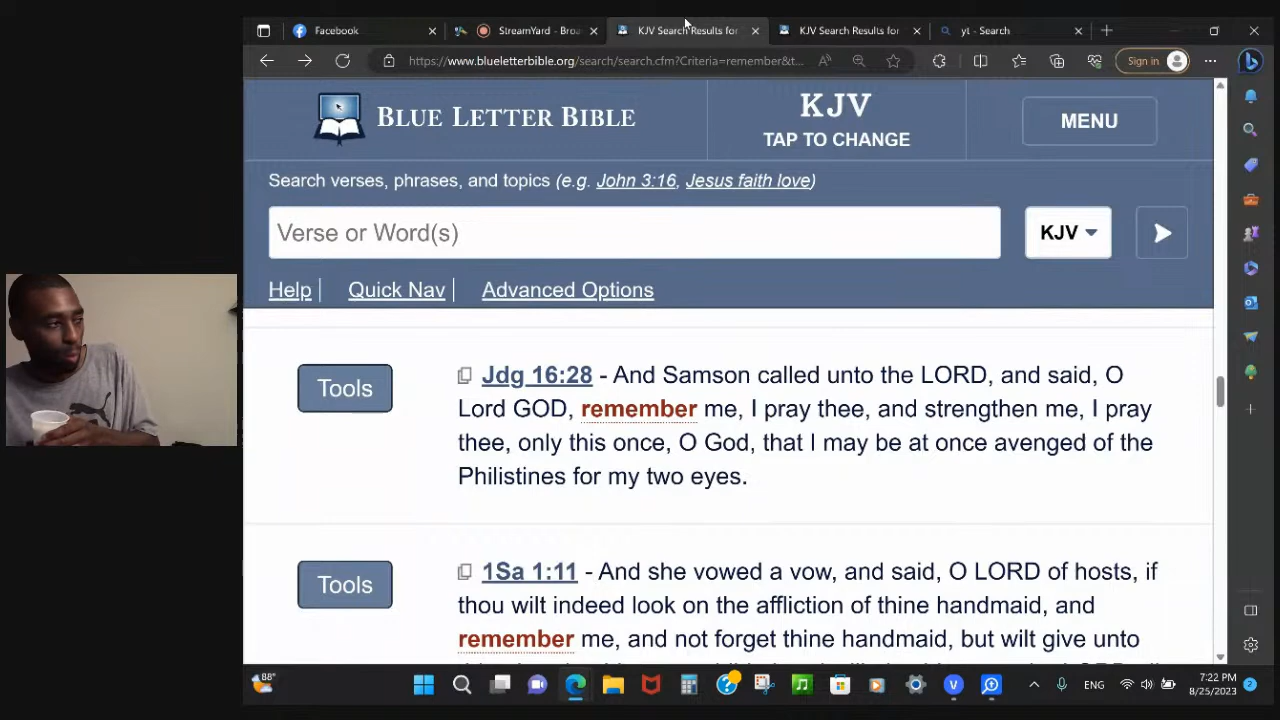 Facebook
StreamYard - Broa
KJV Search Results for
KJV Search Results for
yt - Search
https://www.blueletterbible.org/search/search.cfm?Criteria=remember&t...
Sign in
BLUE LETTER BIBLE
KJV
TAP TO CHANGE
MENU
Search verses, phrases, and topics (e.g. John 3:16, Jesus faith love)
Verse or Word(s)
KJV
Help
Quick Nav
Advanced Options
Tools
Jdg 16:28 - And Samson called unto the LORD, and said, O
Lord GOD, remember me, I pray thee, and strengthen me, I pray
thee, only this once, O God, that I may be at once avenged of the
Philistines for my two eyes.
Tools
1Sa 1:11 - And she vowed a vow, and said, O LORD of hosts, if
thou wilt indeed look on the affliction of thine handmaid, and
remember me, and not forget thine handmaid, but wilt give unto
88°
ENG
7:22 PM
8/25/2023
2